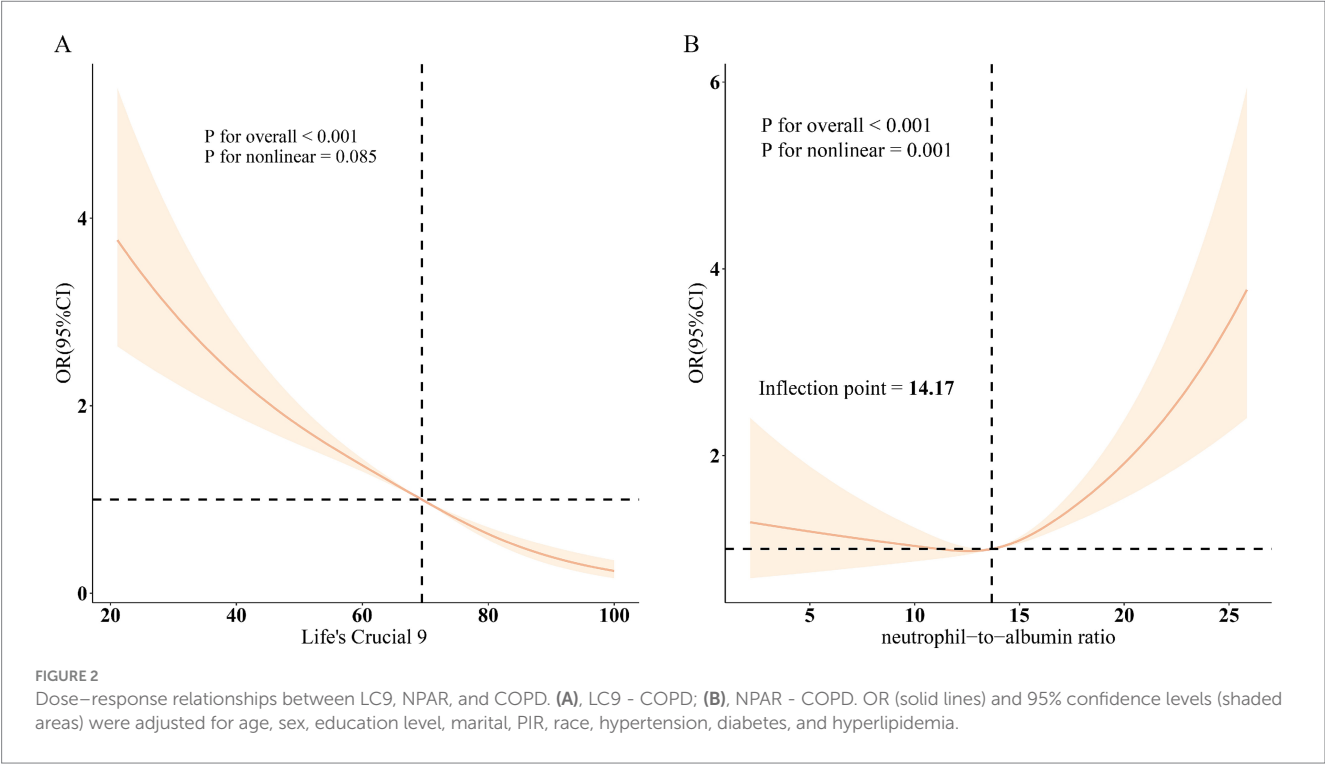 A
P for overall < 0.001
P for nonlinear = 0.085
OR(95%CI)
4
2
0
20 40 60 80 100
Life's Crucial 9
B
P for overall < 0.001
P for nonlinear = 0.001
Inflection point = 14.17
OR(95%CI)
6
4
2
5 10 15 20 25
neutrophil−to−albumin ratio
FIGURE 2
Dose–response relationships between LC9, NPAR, and COPD. (A), LC9 - COPD; (B), NPAR - COPD. OR (solid lines) and 95% confidence levels (shaded
areas) were adjusted for age, sex, education level, marital, PIR, race, hypertension, diabetes, and hyperlipidemia.